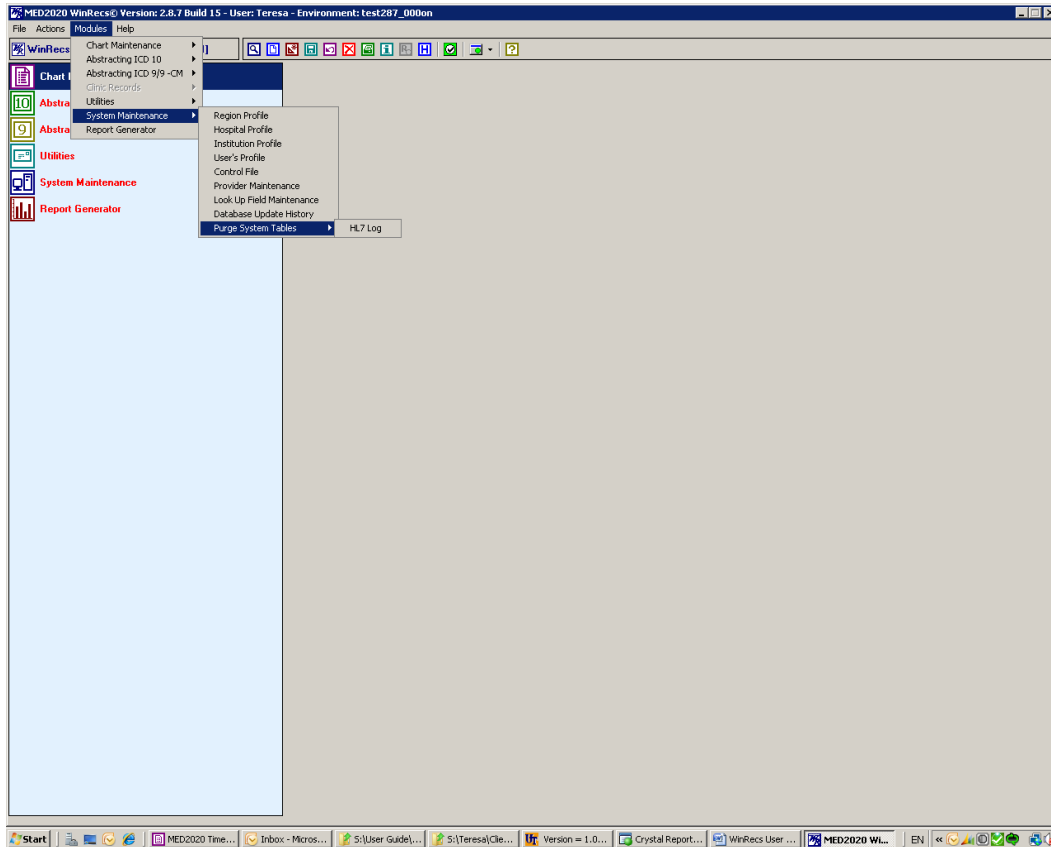 MED2020 WinRecs© Version: 2.8.7 Build 15 - User: Teresa - Environment: test287_000on
File Actions Modules Help
WinRecs
Chart Maintenance
Abstracting ICD 10
Abstracting ICD 9/9 -CM
Clinic Records
Utilities
System Maintenance
Report Generator
Region Profile
Hospital Profile
Institution Profile
User's Profile
Control File
Provider Maintenance
Look Up Field Maintenance
Database Update History
Purge System Tables
HL7 Log
Chart
10 Abstra
9 Abstra
Utilities
System Maintenance
Report Generator
Start MED2020 Time... Inbox - Micros... S:\User Guide\... S:\Teresa\Clie... Version = 1.0... Crystal Report... WinRecs User ... MED2020 Wi... EN